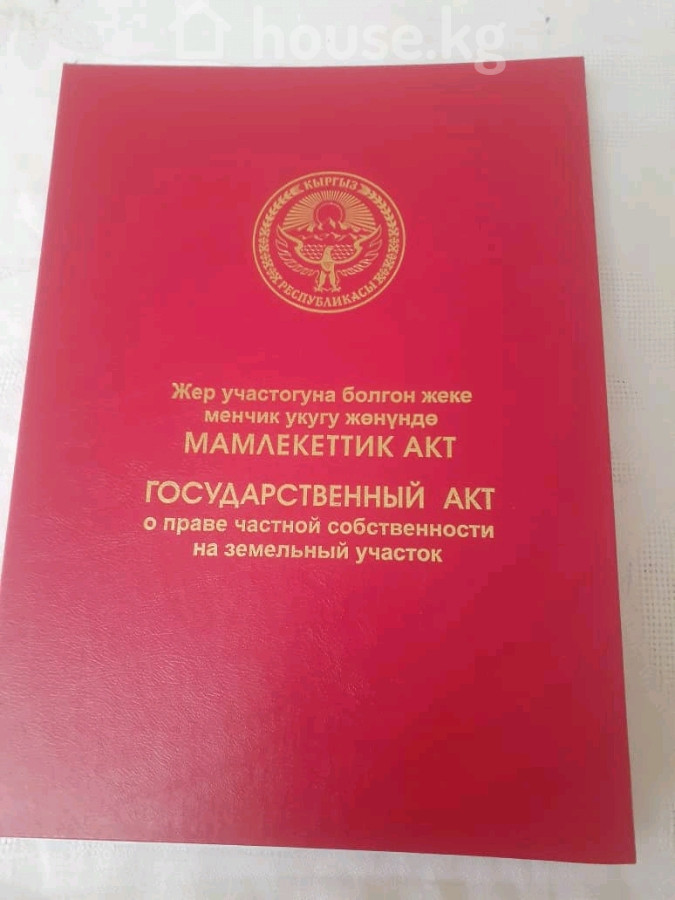 house.kg
КЫРГЫЗ
РЕСПУБЛИКАСЫ
Жер участогуна болгон жеке
менчик укугу жөнүндө
МАМЛЕКЕТТИК АКТ
ГОСУДАРСТВЕННЫЙ АКТ
о праве частной собственности
на земельный участок